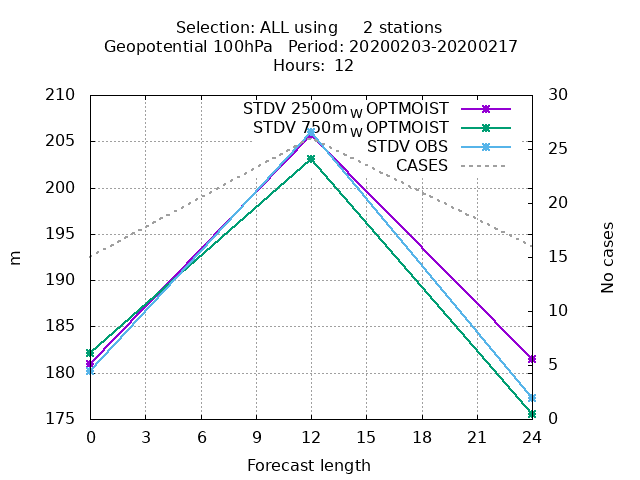 Selection: ALL using     2 stations
Geopotential 100hPa   Period: 20200203-20200217
Hours: 12
STDV 2500m_W OPTMOIST
STDV 750m_W OPTMOIST
STDV OBS
CASES
210
205
200
195
190
185
180
175
30
25
20
15
10
5
0
m
No cases
0 3 6 9 12 15 18 21 24
Forecast length